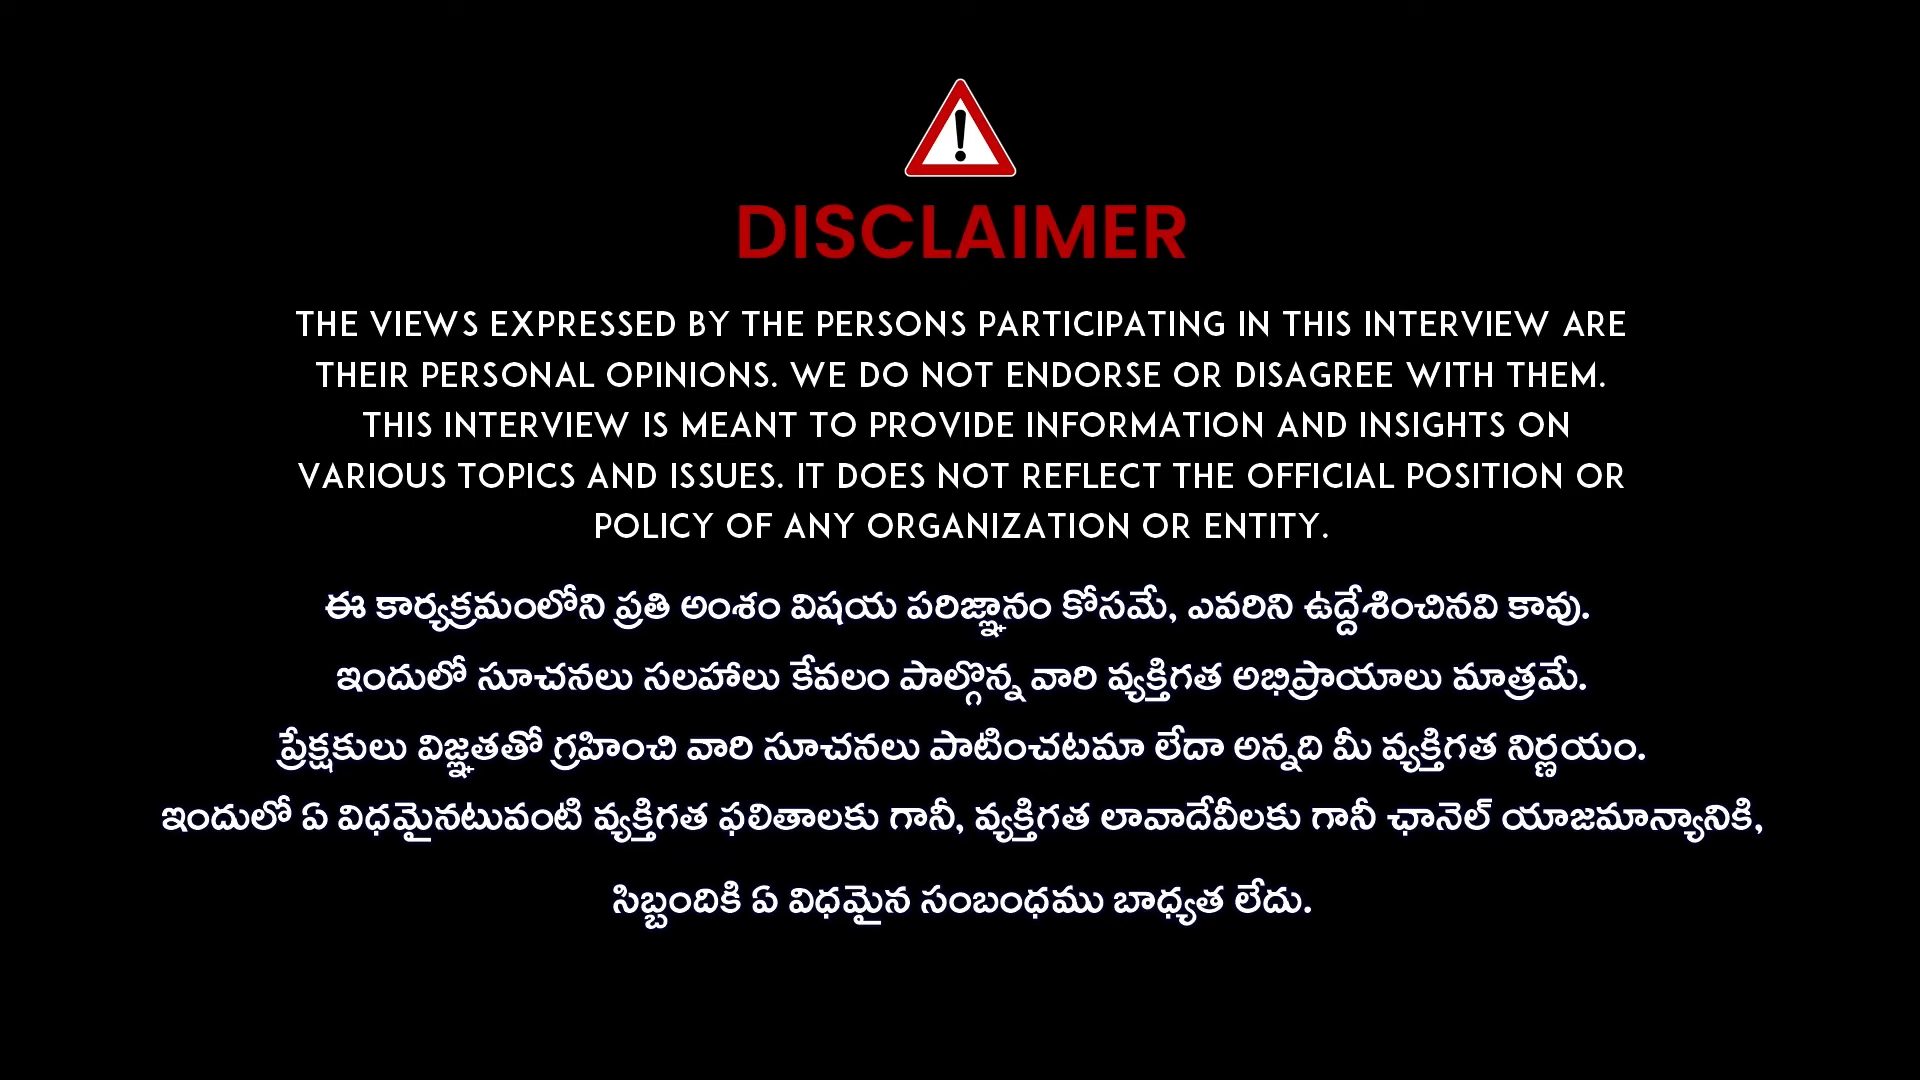 DISCLAIMER
THE VIEWS EXPRESSED BY THE PERSONS PARTICIPATING IN THIS INTERVIEW ARE
THEIR PERSONAL OPINIONS. WE DO NOT ENDORSE OR DISAGREE WITH THEM.
THIS INTERVIEW IS MEANT TO PROVIDE INFORMATION AND INSIGHTS ON
VARIOUS TOPICS AND ISSUES. IT DOES NOT REFLECT THE OFFICIAL POSITION OR
POLICY OF ANY ORGANIZATION OR ENTITY.
ఈ కార్యక్రమంలోని ప్రతి అంశం విషయ పరిజ్ఞానం కోసమే, ఎవరిని ఉద్దేశించినవి కావు.
ఇందులో సూచనలు సలహాలు కేవలం పాల్గొన్న వారి వ్యక్తిగత అభిప్రాయాలు మాత్రమే.
ప్రేక్షకులు విజ్ఞతతో గ్రహించి వారి సూచనలు పాటించటమా లేదా అన్నది మీ వ్యక్తిగత నిర్ణయం.
ఇందులో ఏ విధమైనటువంటి వ్యక్తిగత ఫలితాలకు గానీ, వ్యక్తిగత లావాదేవీలకు గానీ ఛానెల్ యాజమాన్యానికి,
సిబ్బందికి ఏ విధమైన సంబంధము బాధ్యత లేదు.